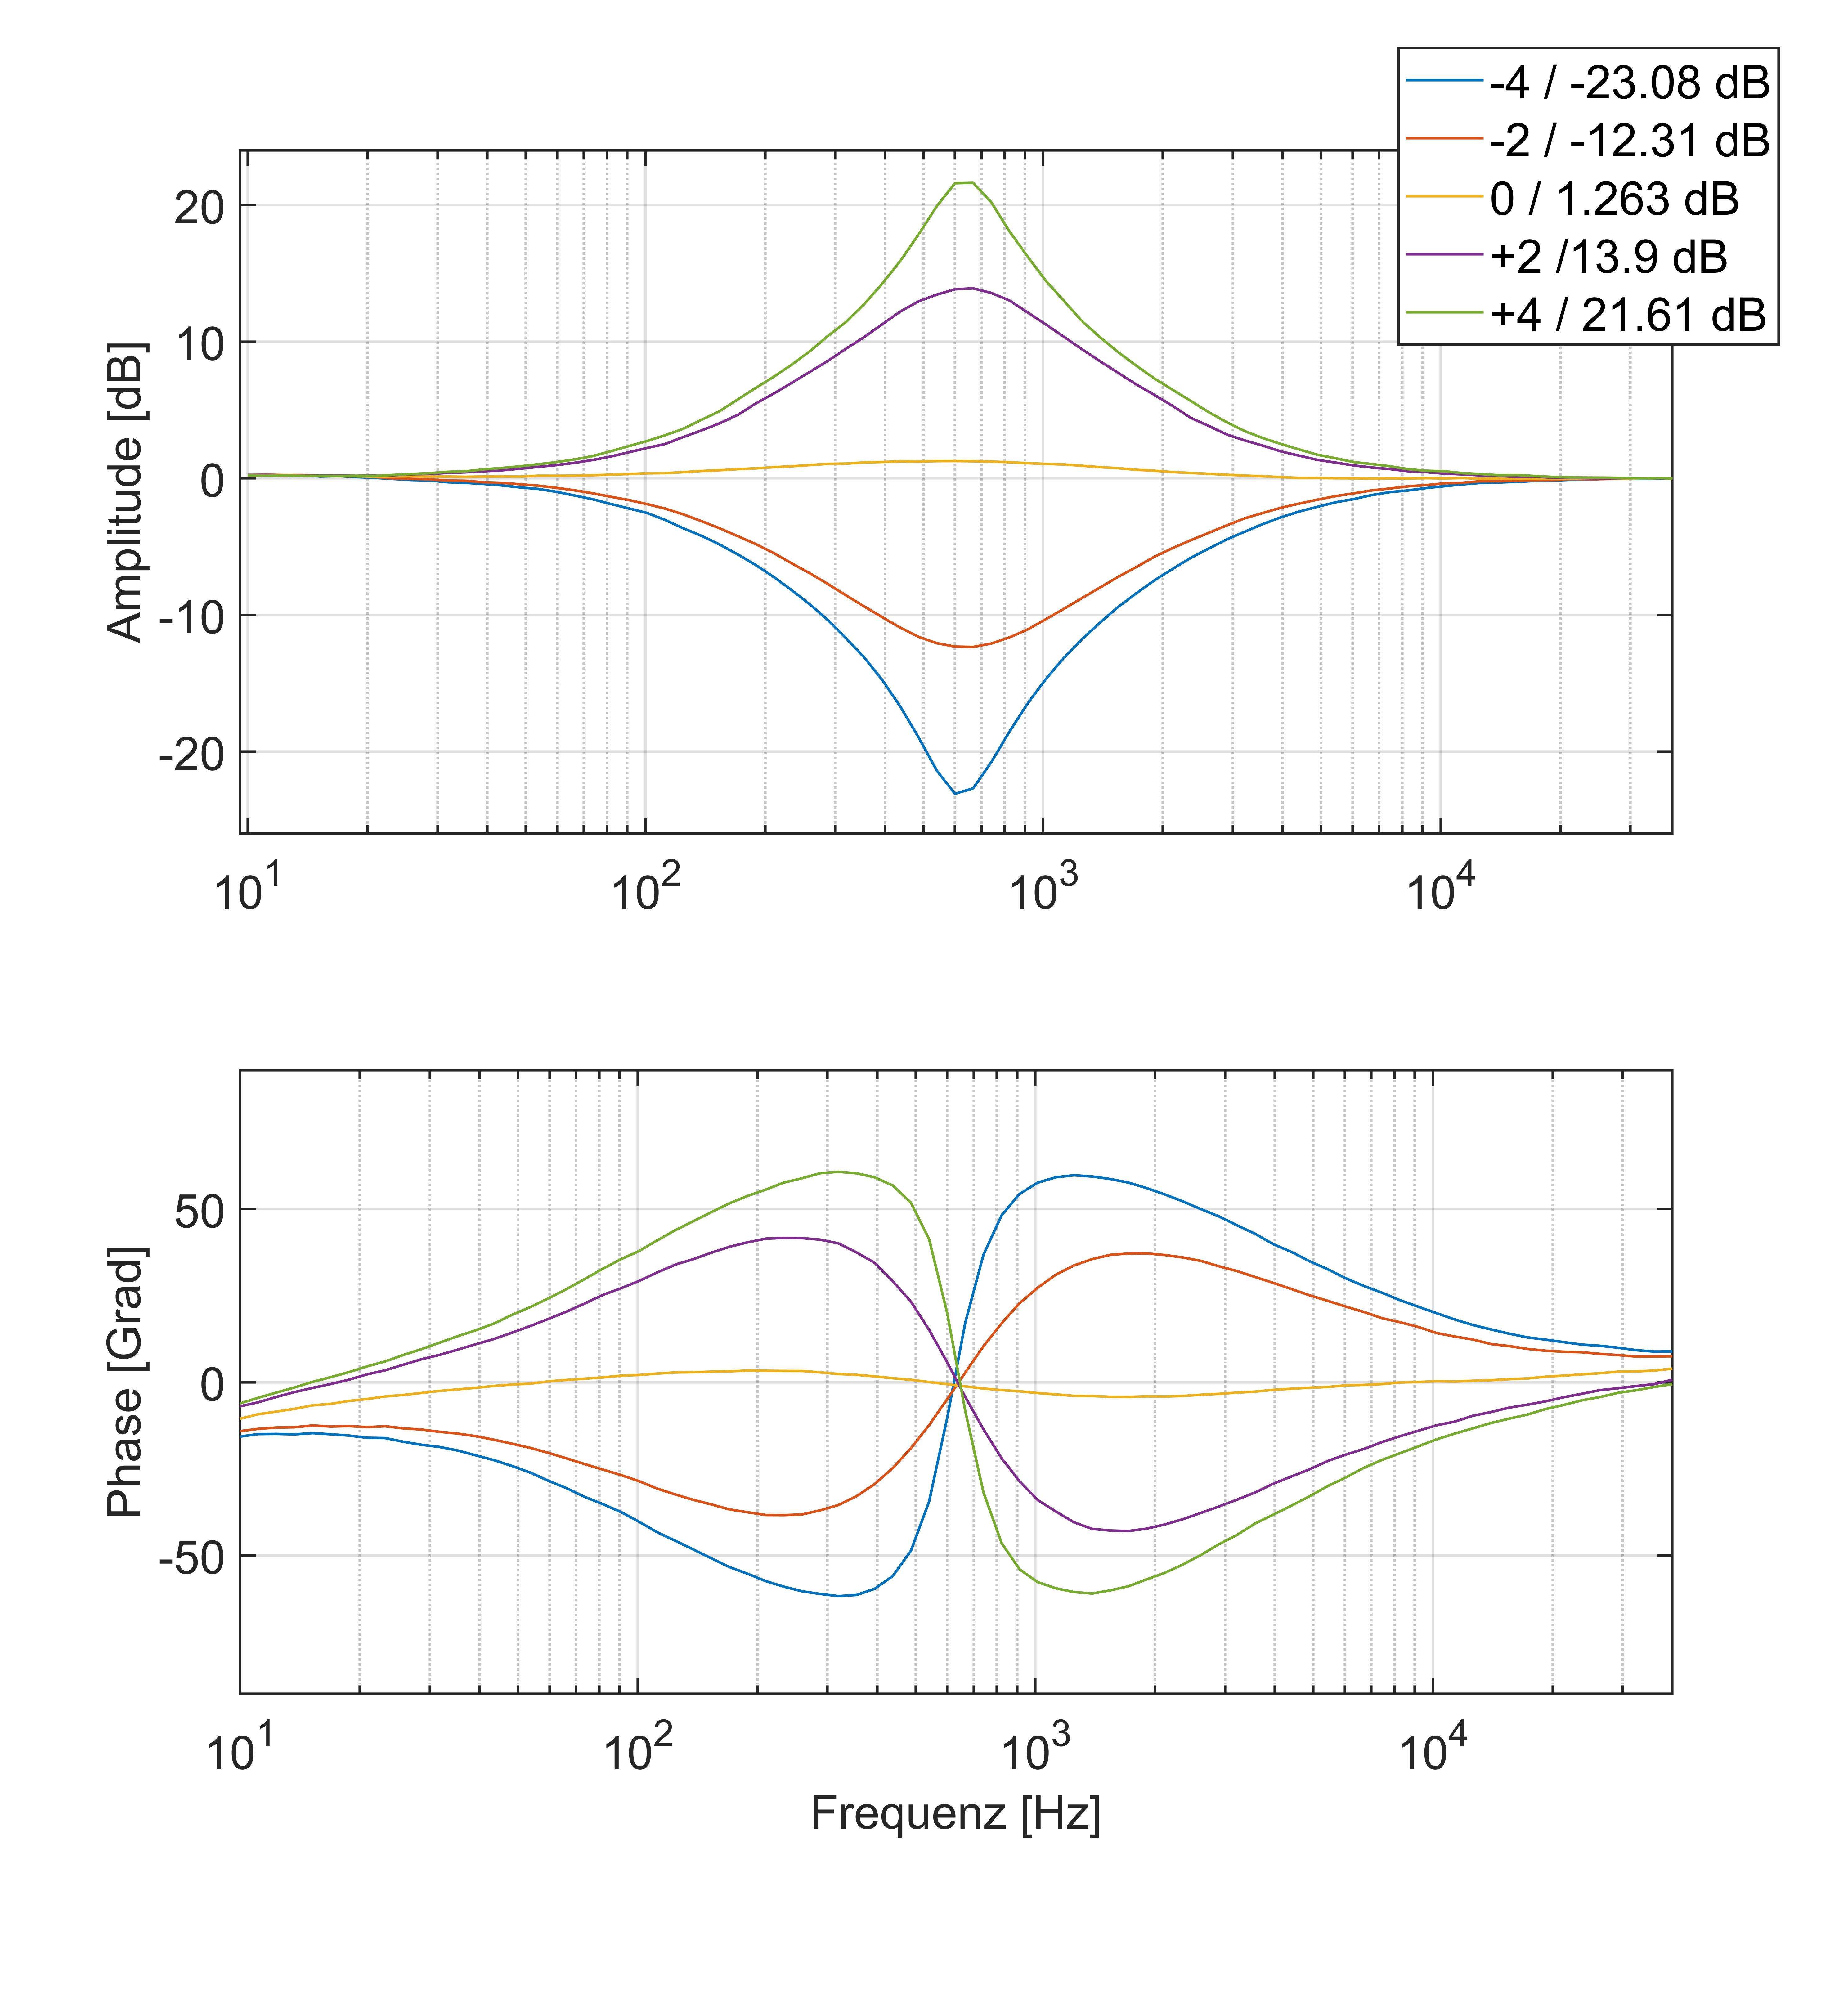 -4 / -23.08 dB
-2 / -12.31 dB
0 / 1.263 dB
+2 /13.9 dB
+4 / 21.61 dB
Amplitude [dB]
20
10
0
-10
-20
10^1 10^2 10^3 10^4
Phase [Grad]
50
0
-50
10^1 10^2 10^3 10^4
Frequenz [Hz]